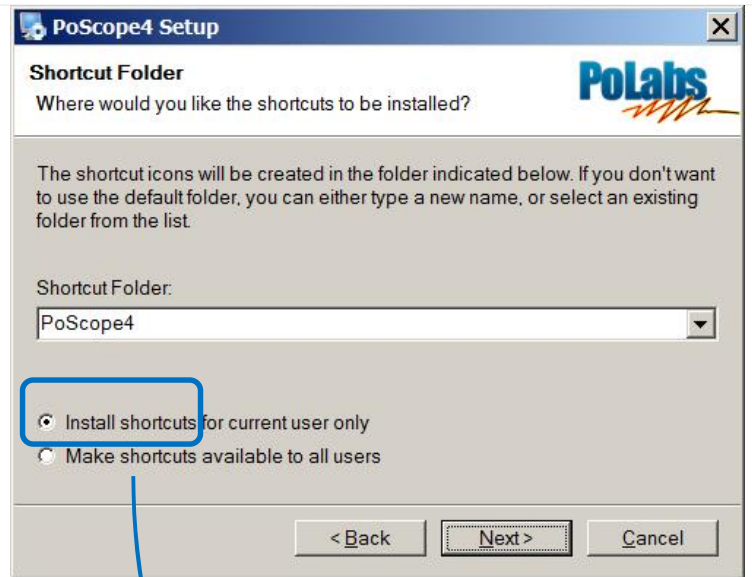 PoScope4 Setup
Shortcut Folder
Where would you like the shortcuts to be installed?
PoLabs
The shortcut icons will be created in the folder indicated below. If you don't want
to use the default folder, you can either type a new name, or select an existing
folder from the list.
Shortcut Folder:
PoScope4
Install shortcuts for current user only
Make shortcuts available to all users
< Back
Next >
Cancel